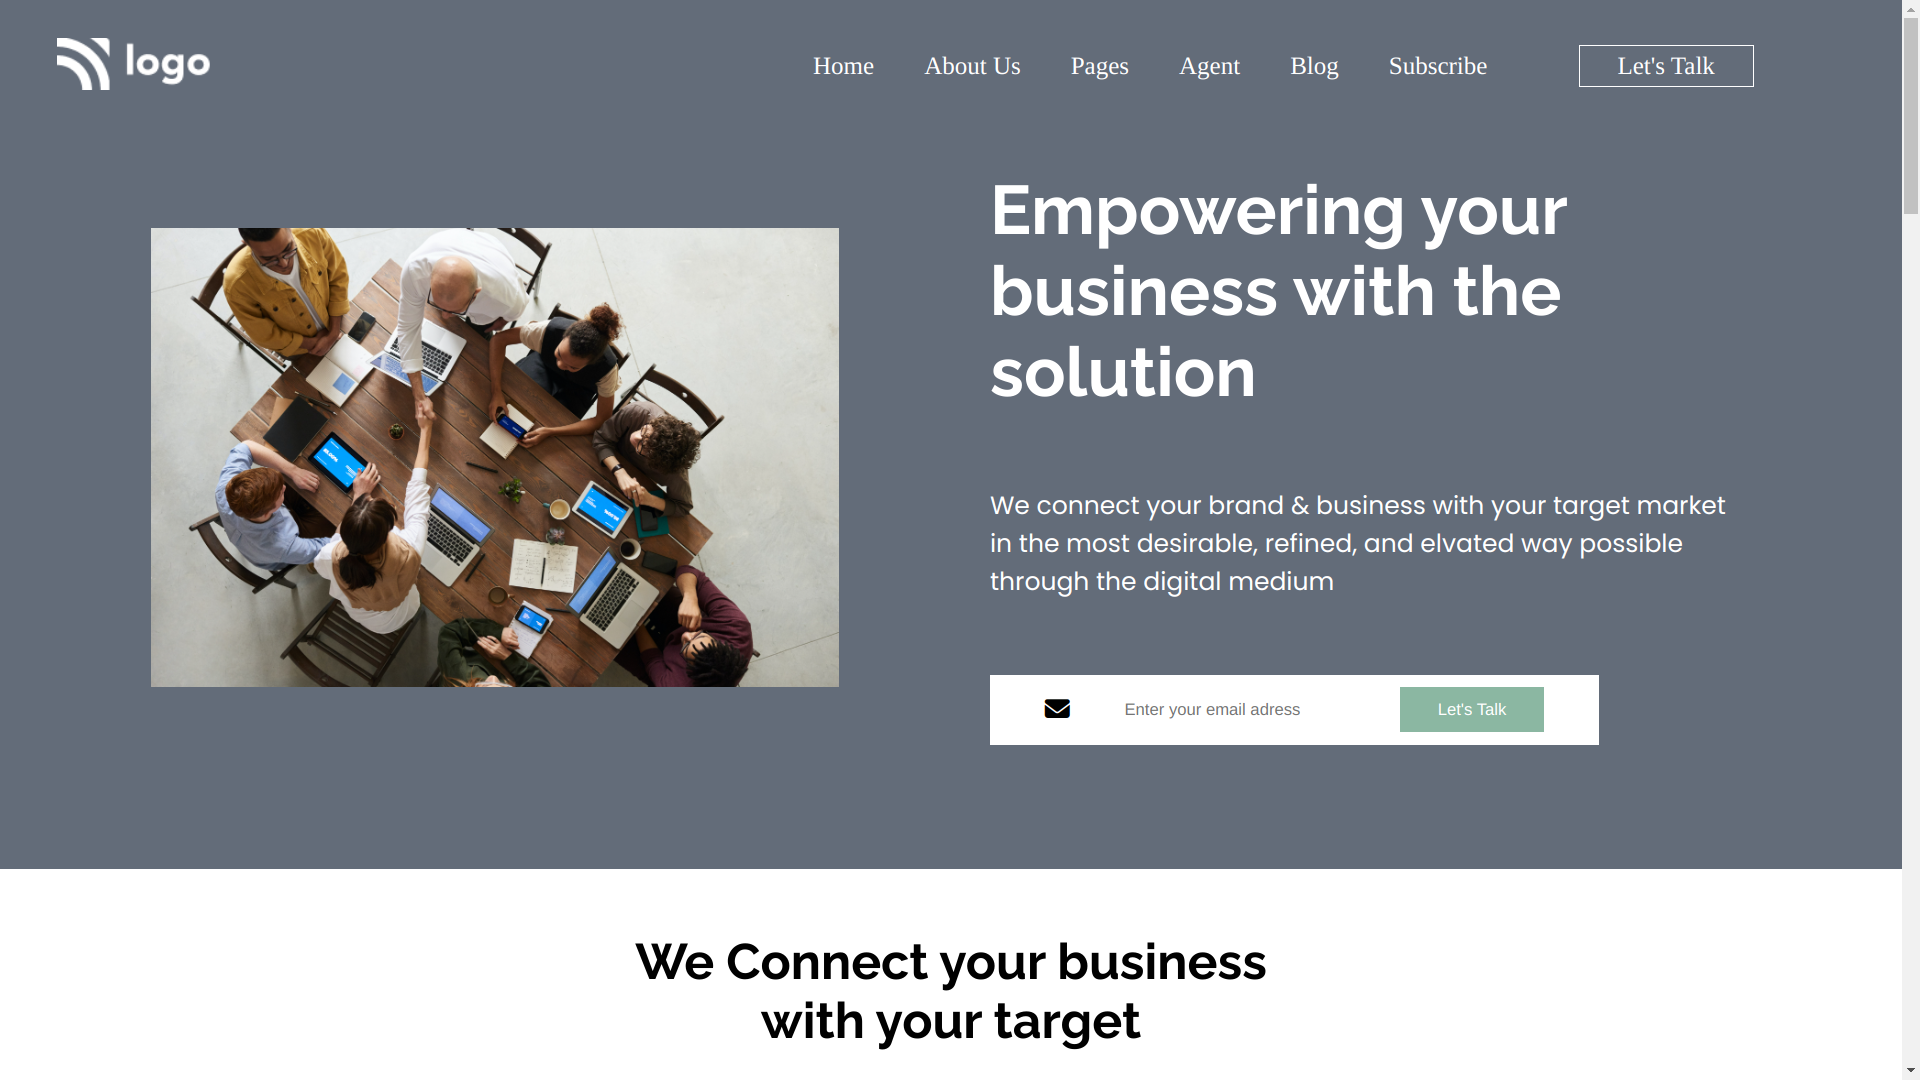 logo
Home About Us Pages Agent Blog Subscribe Let's Talk
Empowering your
business with the
solution
We connect your brand & business with your target market
in the most desirable, refined, and elvated way possible
through the digital medium
Enter your email adress Let's Talk
We Connect your business
with your target